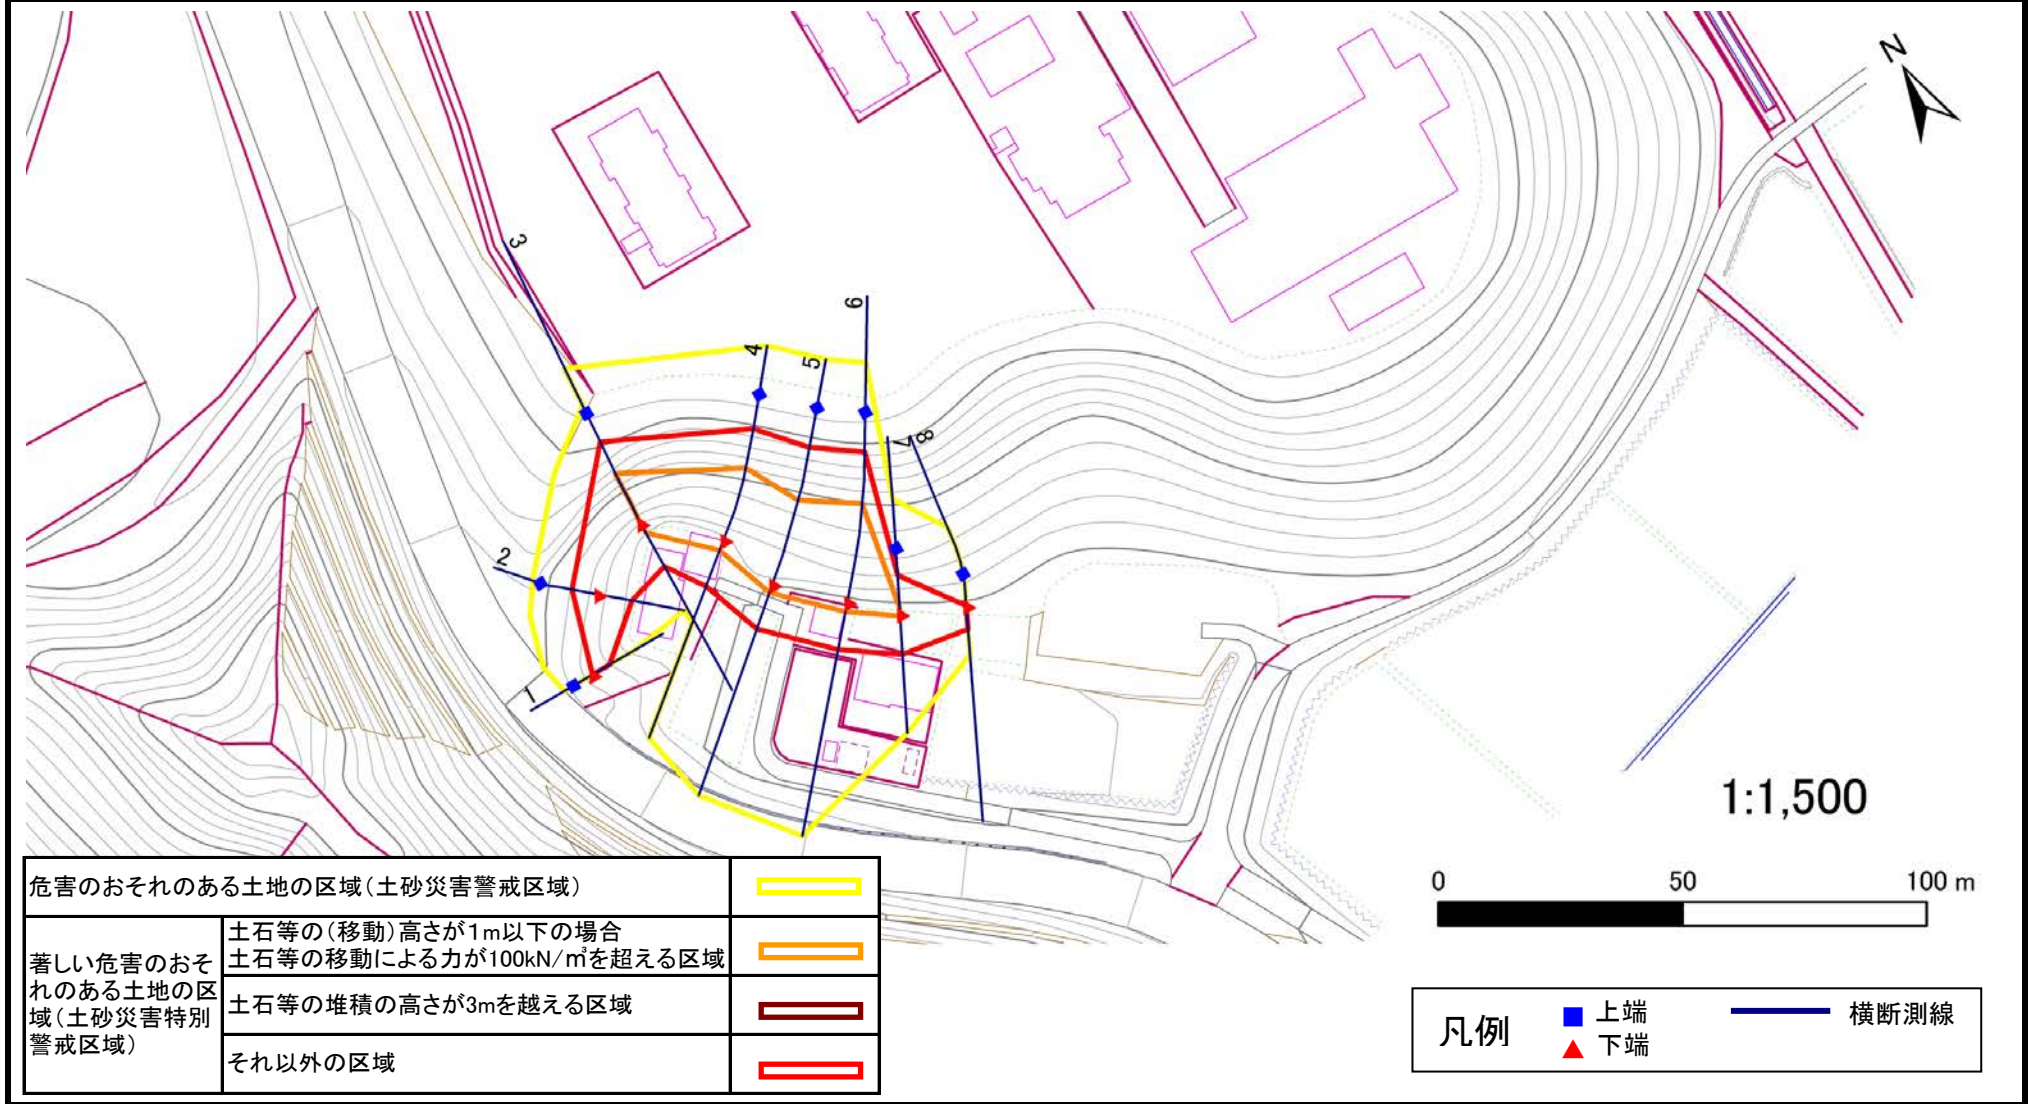 N
3
6
4
5
7
8
2
1
1:1,500
0 50 100 m
危害のおそれのある土地の区域(土砂災害警戒区域)
著しい危害のおそ
れのある土地の区
域(土砂災害特別
警戒区域)
土石等の(移動)高さが1m以下の場合
土石等の移動による力が100kN/㎡を超える区域
土石等の堆積の高さが3mを越える区域
それ以外の区域
凡例
上端
下端
横断測線